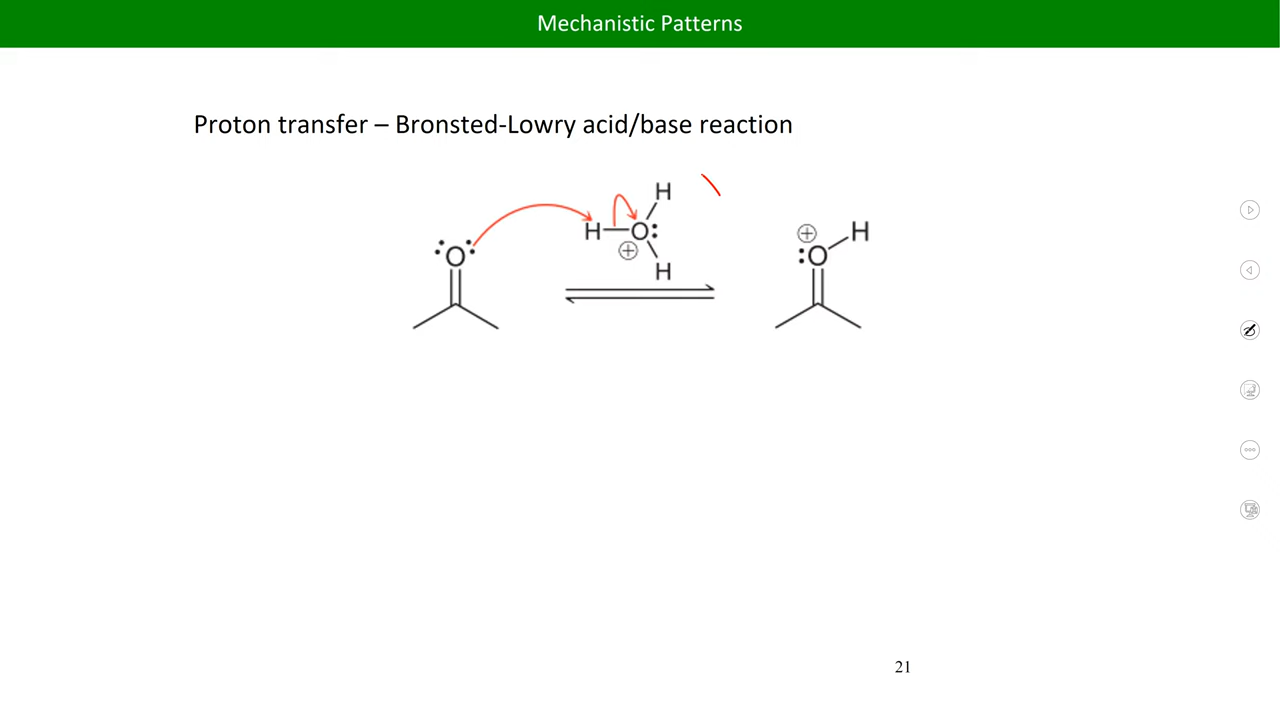 Mechanistic Patterns
Proton transfer – Bronsted-Lowry acid/base reaction
H
H–O:
⊕
H
:O:
⊕
H
:O
21